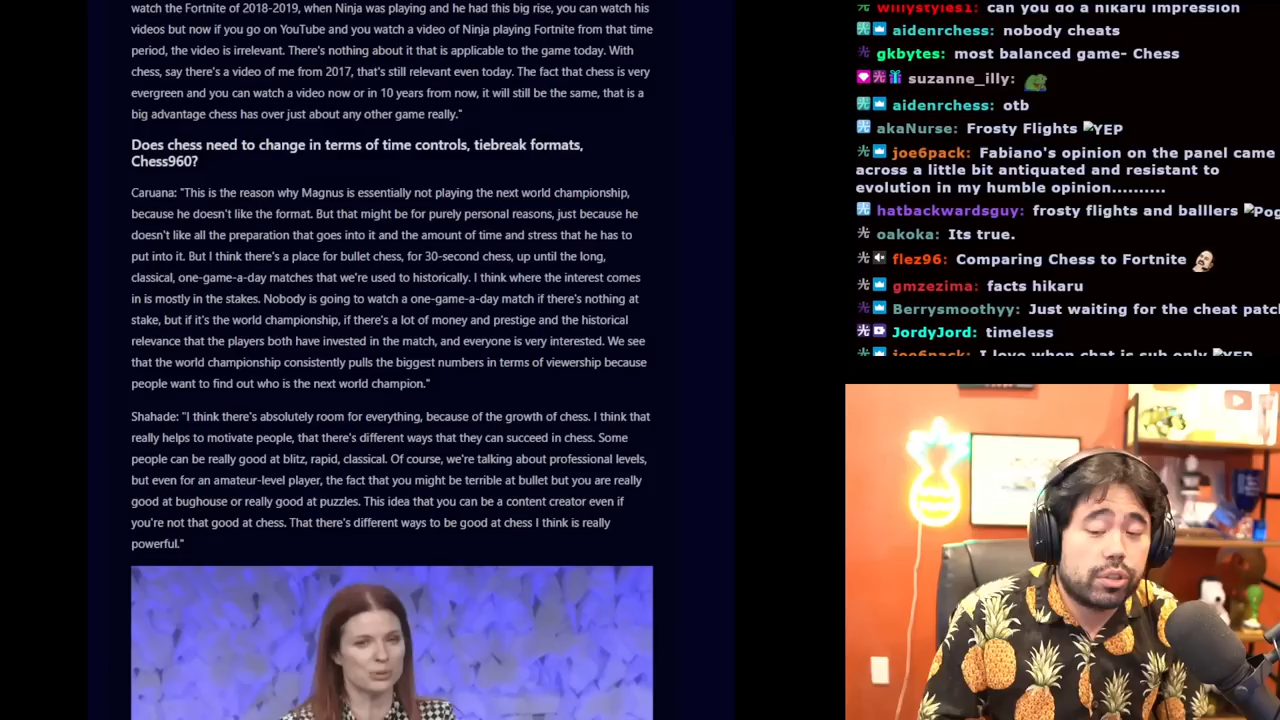 watch the Fortnite of 2018-2019, when Ninja was playing and he had this big rise, you can watch his
videos but now if you go on YouTube and you watch a video of Ninja playing Fortnite from that time
period, the video is irrelevant. There's nothing about it that is applicable to the game today. With
chess, say there's a video of me from 2017, that's still relevant even today. The fact that chess is very
evergreen and you can watch a video now or in 10 years from now, it will still be the same, that is a
big advantage chess has over just about any other game really."
Does chess need to change in terms of time controls, tiebreak formats,
Chess960?
Caruana: "This is the reason why Magnus is essentially not playing the next world championship,
because he doesn't like the format. But that might be for purely personal reasons, just because he
doesn't like all the preparation that goes into it and the amount of time and stress that he has to
put into it. But I think there's a place for bullet chess, for 30-second chess, up until the long,
classical, one-game-a-day matches that we're used to historically. I think where the interest comes
in is mostly in the stakes. Nobody is going to watch a one-game-a-day match if there's nothing at
stake, but if it's the world championship, if there's a lot of money and prestige and the historical
relevance that the players both have invested in the match, and everyone is very interested. We see
that the world championship consistently pulls the biggest numbers in terms of viewership because
people want to find out who is the next world champion."
Shahade: "I think there's absolutely room for everything, because of the growth of chess. I think that
really helps to motivate people, that there's different ways that they can succeed in chess. Some
people can be really good at blitz, rapid, classical. Of course, we're talking about professional levels,
but even for an amateur-level player, the fact that you might be terrible at bullet but you are really
good at bughouse or really good at puzzles. This idea that you can be a content creator even if
you're not that good at chess. That there's different ways to be good at chess I think is really
powerful."
willystyles1: can you do a nikaru impression
aidenrchess: nobody cheats
gkbytes: most balanced game- Chess
suzanne_illy:
aidenrchess: otb
akaNurse: Frosty Flights YEP
joe6pack: Fabiano's opinion on the panel came
across a little bit antiquated and resistant to
evolution in my humble opinion..........
hatbackwardsguy: frosty flights and balllers Pog
oakoka: Its true.
flez96: Comparing Chess to Fortnite
gmzezima: facts hikaru
Berrysmoothyy: Just waiting for the cheat patc
JordyJord: timeless
joe6pack: I love when chat is sub only YEP